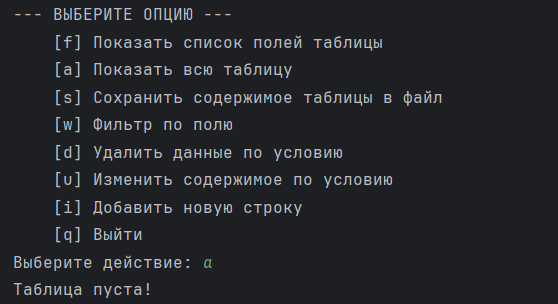 --- ВЫБЕРИТЕ ОПЦИЮ ---
[f] Показать список полей таблицы
[a] Показать всю таблицу
[s] Сохранить содержимое таблицы в файл
[w] Фильтр по полю
[d] Удалить данные по условию
[u] Изменить содержимое по условию
[i] Добавить новую строку
[q] Выйти
Выберите действие: a
Таблица пуста!